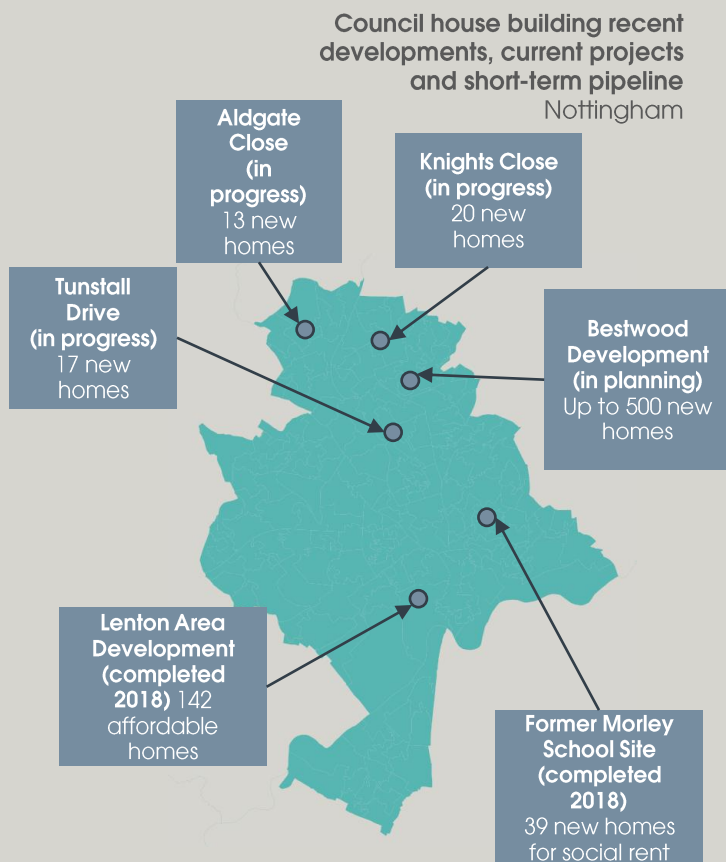 Council house building recent
developments, current projects
and short-term pipeline
Nottingham
Aldgate
Close
(in
progress)
13 new
homes
Knights Close
(in progress)
20 new
homes
Tunstall
Drive
(in progress)
17 new
homes
Bestwood
Development
(in planning)
Up to 500 new
homes
Lenton Area
Development
(completed
2018) 142
affordable
homes
Former Morley
School Site
(completed
2018)
39 new homes
for social rent